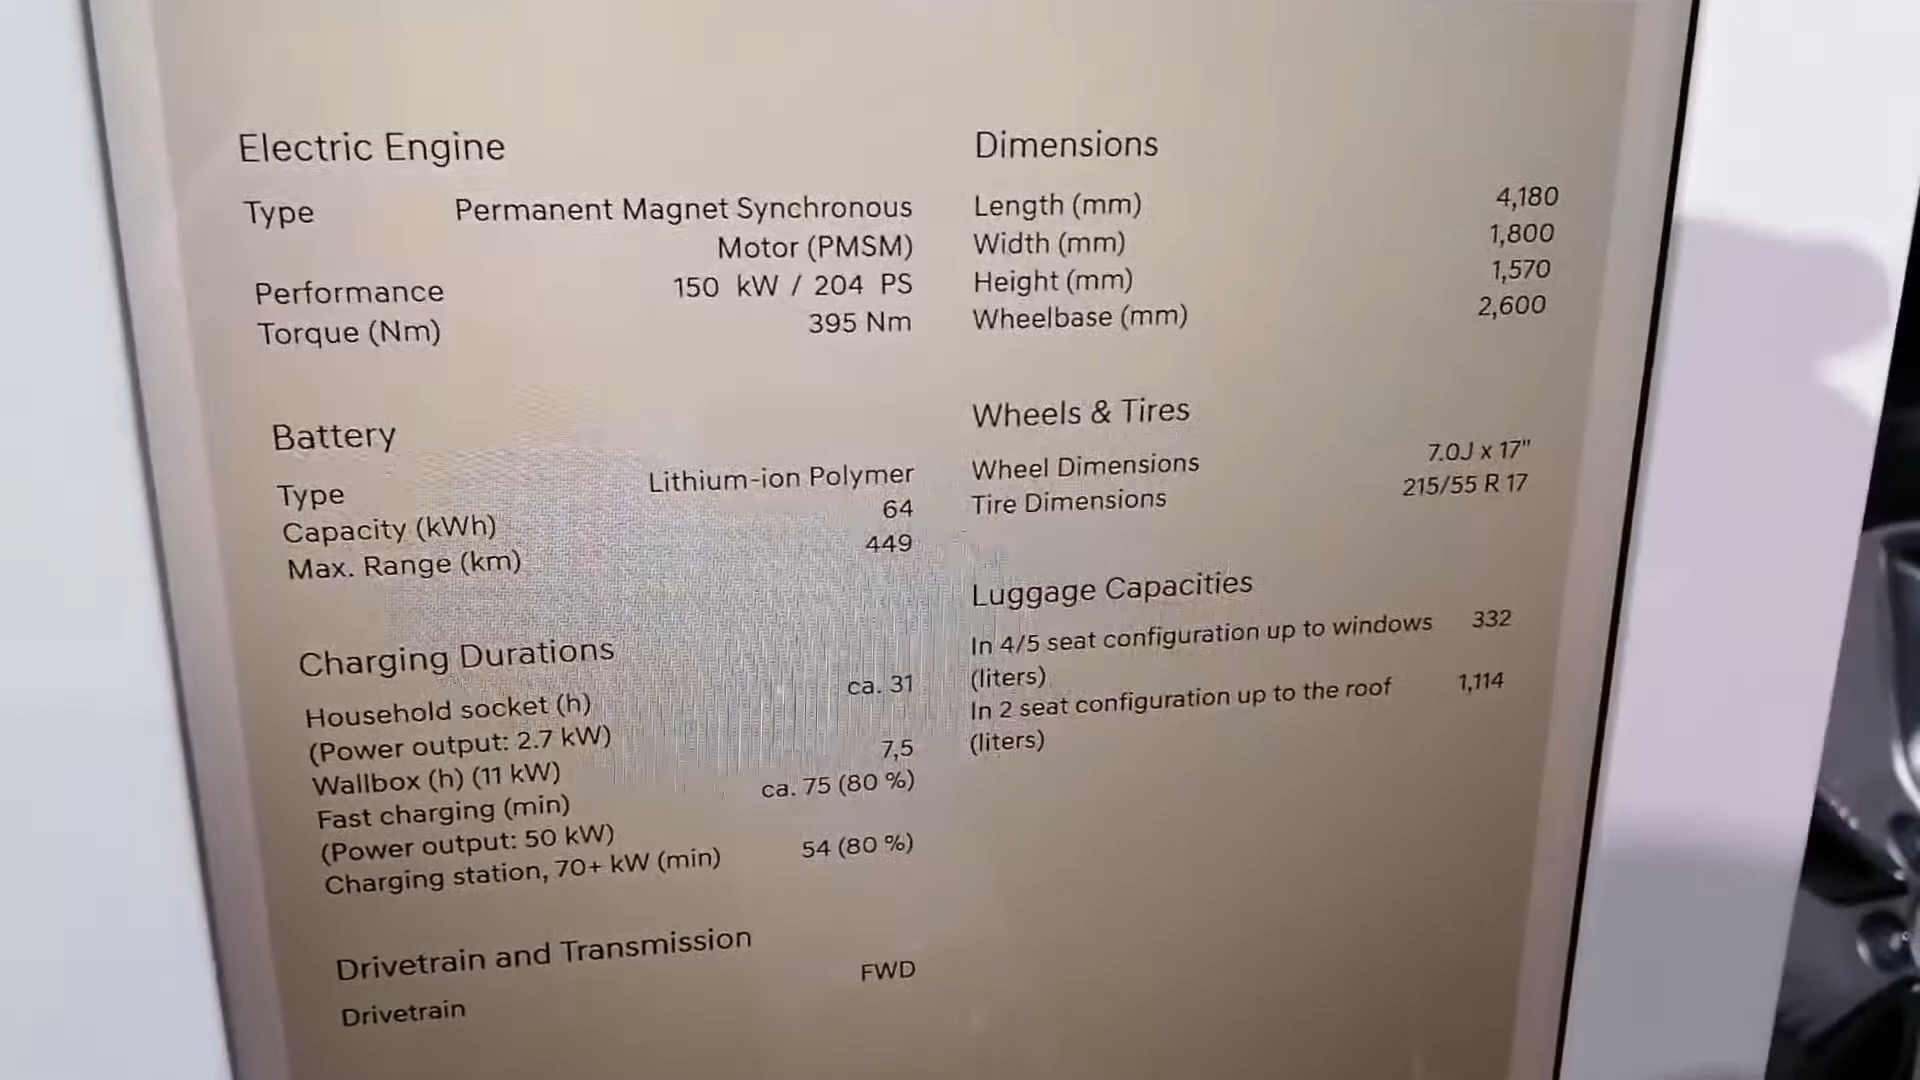 Electric Engine
Type Permanent Magnet Synchronous
Motor (PMSM)
Performance 150 kW / 204 PS
Torque (Nm) 395 Nm
Battery
Type Lithium-ion Polymer
Capacity (kWh) 64
Max. Range (km) 449
Charging Durations
Household socket (h) ca. 31
(Power output: 2.7 kW)
Wallbox (h) (11 kW) 7,5
Fast charging (min) ca. 75 (80 %)
(Power output: 50 kW)
Charging station, 70+ kW (min) 54 (80 %)
Drivetrain and Transmission
Drivetrain FWD
Dimensions
Length (mm) 4,180
Width (mm) 1,800
Height (mm) 1,570
Wheelbase (mm) 2,600
Wheels & Tires
Wheel Dimensions 7.0J x 17"
Tire Dimensions 215/55 R 17
Luggage Capacities
In 4/5 seat configuration up to windows 332
(liters)
In 2 seat configuration up to the roof 1,114
(liters)